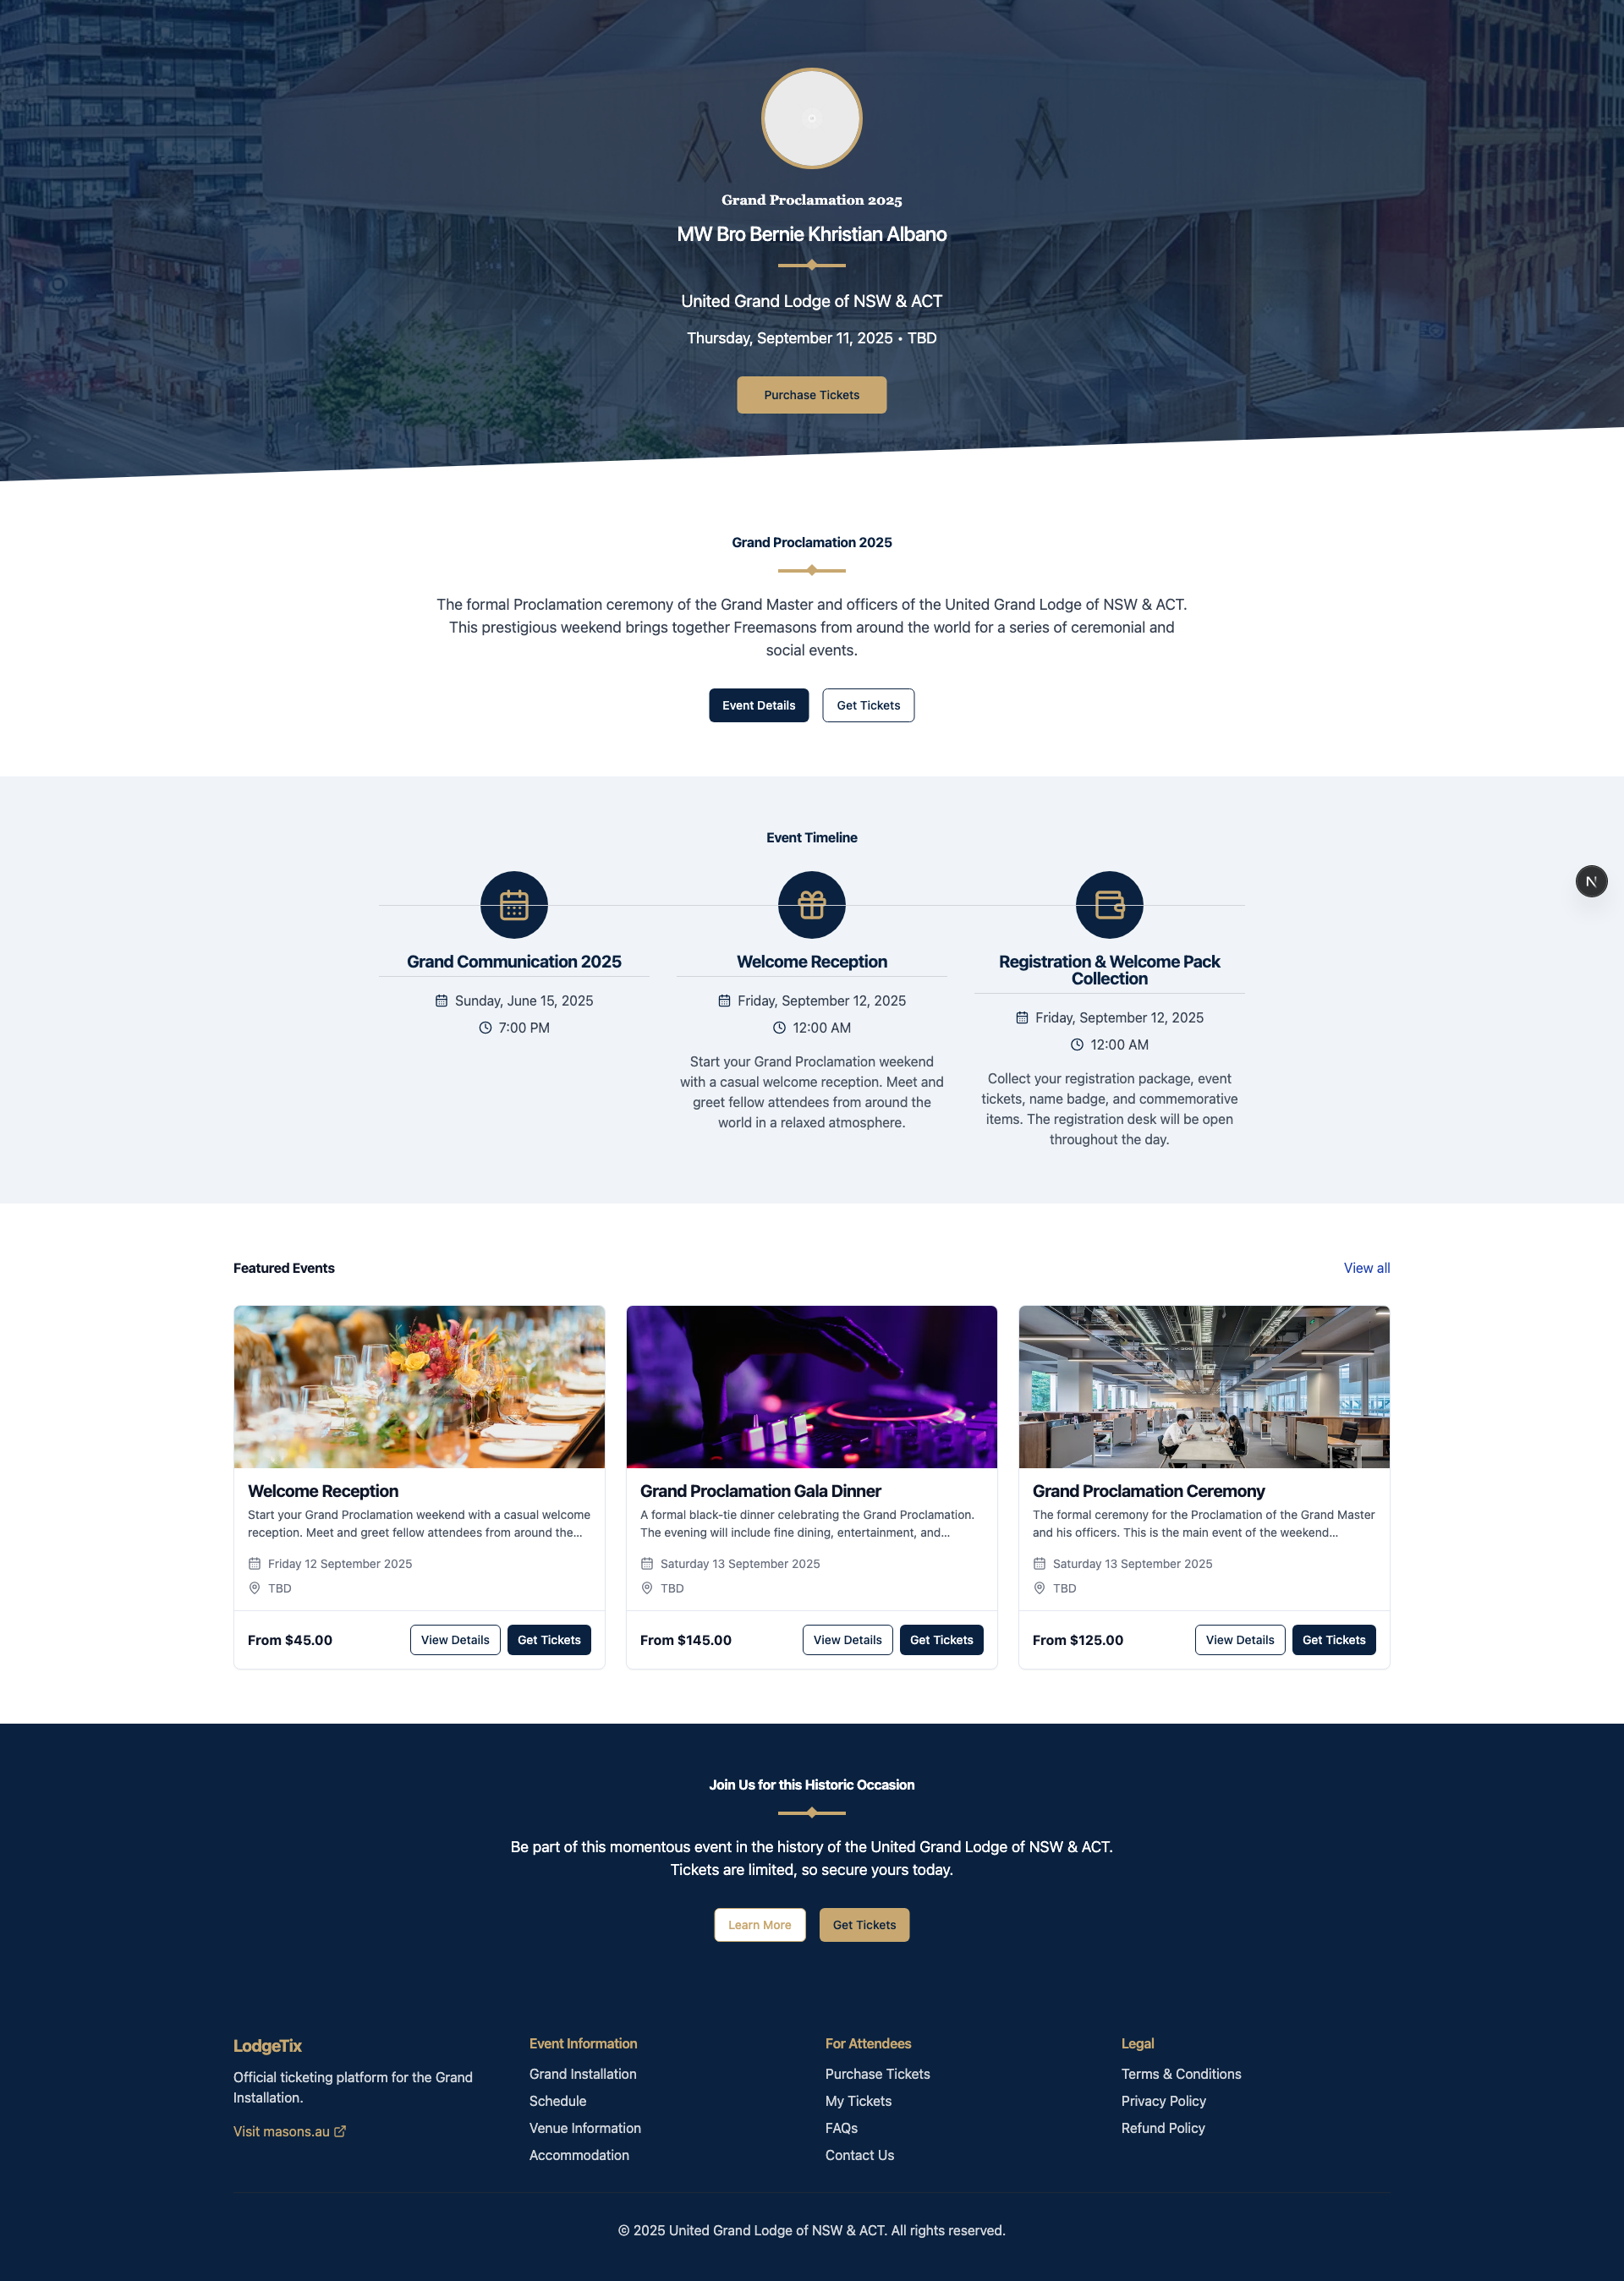 Grand Proclamation 2025
MW Bro Bernie Khristian Albano
United Grand Lodge of NSW & ACT
Thursday, September 11, 2025 • TBD
Purchase Tickets
Grand Proclamation 2025
The formal Proclamation ceremony of the Grand Master and officers of the United Grand Lodge of NSW & ACT.
This prestigious weekend brings together Freemasons from around the world for a series of ceremonial and
social events.
Event Details
Get Tickets
Event Timeline
N
Grand Communication 2025
Sunday, June 15, 2025
7:00 PM
Welcome Reception
Friday, September 12, 2025
12:00 AM
Start your Grand Proclamation weekend
with a casual welcome reception. Meet and
greet fellow attendees from around the
world in a relaxed atmosphere.
Registration & Welcome Pack
Collection
Friday, September 12, 2025
12:00 AM
Collect your registration package, event
tickets, name badge, and commemorative
items. The registration desk will be open
throughout the day.
Featured Events
View all
Welcome Reception
Start your Grand Proclamation weekend with a casual welcome
reception. Meet and greet fellow attendees from around the...
Friday 12 September 2025
TBD
From $45.00
View Details
Get Tickets
Grand Proclamation Gala Dinner
A formal black-tie dinner celebrating the Grand Proclamation.
The evening will include fine dining, entertainment, and...
Saturday 13 September 2025
TBD
From $145.00
View Details
Get Tickets
Grand Proclamation Ceremony
The formal ceremony for the Proclamation of the Grand Master
and his officers. This is the main event of the weekend...
Saturday 13 September 2025
TBD
From $125.00
View Details
Get Tickets
Join Us for this Historic Occasion
Be part of this momentous event in the history of the United Grand Lodge of NSW & ACT.
Tickets are limited, so secure yours today.
Learn More
Get Tickets
LodgeTix
Official ticketing platform for the Grand
Installation.
Visit masons.au
Event Information
Grand Installation
Schedule
Venue Information
Accommodation
For Attendees
Purchase Tickets
My Tickets
FAQs
Contact Us
Legal
Terms & Conditions
Privacy Policy
Refund Policy
© 2025 United Grand Lodge of NSW & ACT. All rights reserved.